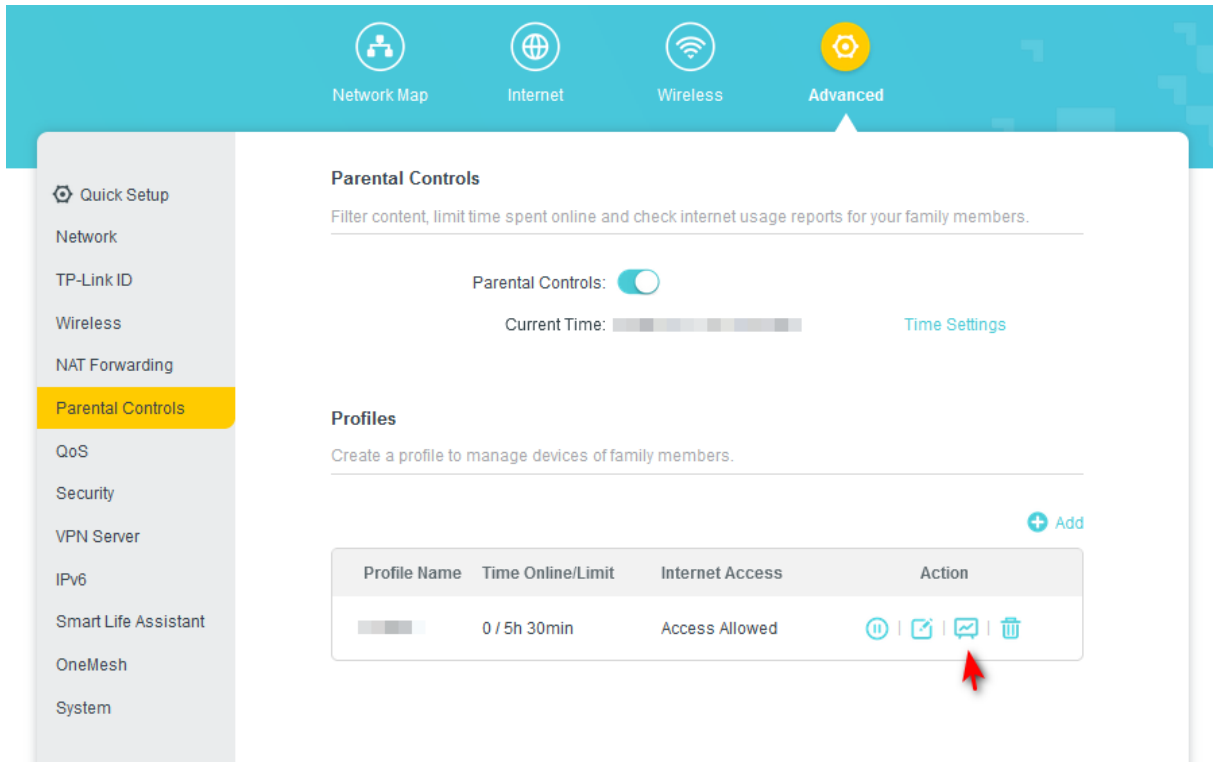 Network Map Internet Wireless Advanced
Quick Setup
Network
TP-Link ID
Wireless
NAT Forwarding
Parental Controls
QoS
Security
VPN Server
IPv6
Smart Life Assistant
OneMesh
System
Parental Controls
Filter content, limit time spent online and check internet usage reports for your family members.
Parental Controls:
Current Time: Time Settings
Profiles
Create a profile to manage devices of family members.
Add
Profile Name Time Online/Limit Internet Access Action
0 / 5h 30min Access Allowed